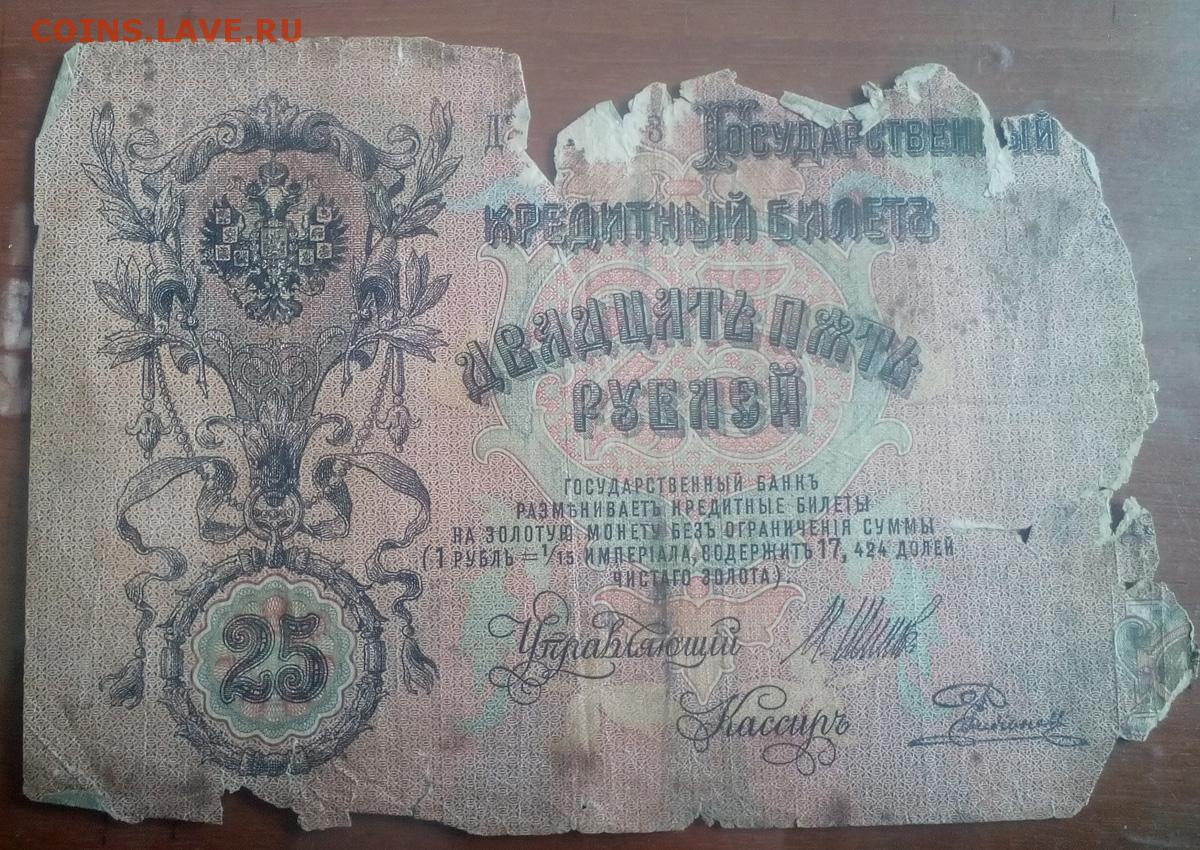 COINS.LAVE.RU
Государственный
КРЕДИТНЫЙ БИЛЕТЪ
ДВАДЦАТЬ ПЯТЬ
РУБЛЕЙ
ГОСУДАРСТВЕННЫЙ БАНКЪ
РАЗМѢНИВАЕТЪ КРЕДИТНЫЕ БИЛЕТЫ
НА ЗОЛОТУЮ МОНЕТУ БЕЗЪ ОГРАНИЧЕНІЯ СУММЫ
(1 РУБЛЬ = 1/15 ИМПЕРІАЛА, СОДЕРЖИТЪ 17, 424 ДОЛЕЙ
ЧИСТАГО ЗОЛОТА).
Управляющій
Кассиръ
25